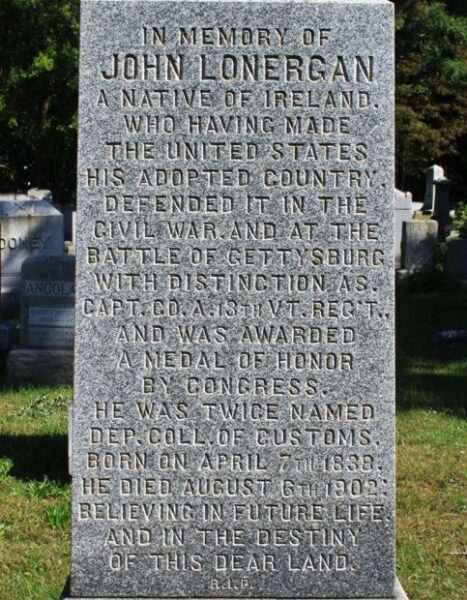 IN MEMORY OF
JOHN LONERGAN
A NATIVE OF IRELAND.
WHO HAVING MADE
THE UNITED STATES
HIS ADOPTED COUNTRY.
DEFENDED IT IN THE
CIVIL WAR. AND AT THE
BATTLE OF GETTYSBURG
WITH DISTINCTION AS.
CAPT. CO. A. 13TH VT. REG'T.,
AND WAS AWARDED
A MEDAL OF HONOR
BY CONGRESS.
HE WAS TWICE NAMED
DEP. COLL. OF CUSTOMS.
BORN ON APRIL 7TH 1838;
HE DIED AUGUST 6TH 1902;
BELIEVING IN FUTURE LIFE.
AND IN THE DESTINY
OF THIS DEAR LAND.
R.I.P.
OONEY
ANGOLA